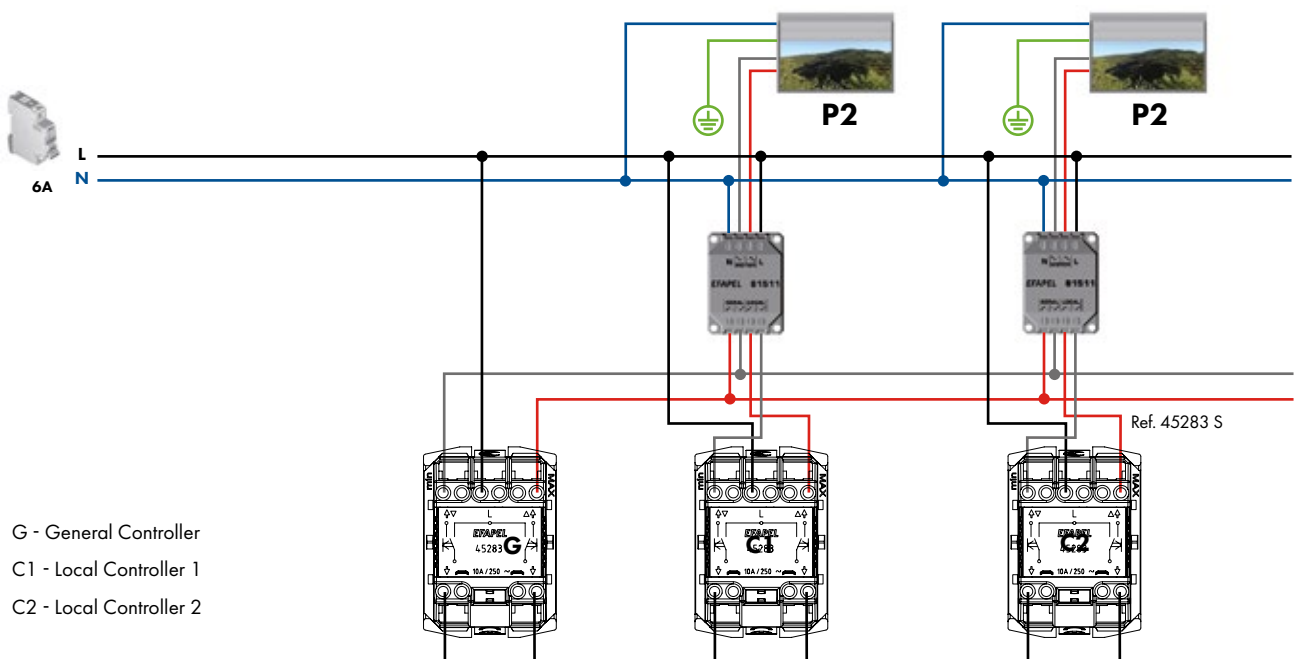 P2
P2
L
N
6A
N L
EFAPEL 81511
N L
EFAPEL 81511
Ref. 45283 S
min
MAX
L
EFAPEL
45283
G
10A / 250 ~
min
MAX
L
C1
45283
10A / 250 ~
min
MAX
L
EFAPEL
C2
10A / 250 ~
G - General Controller
C1 - Local Controller 1
C2 - Local Controller 2